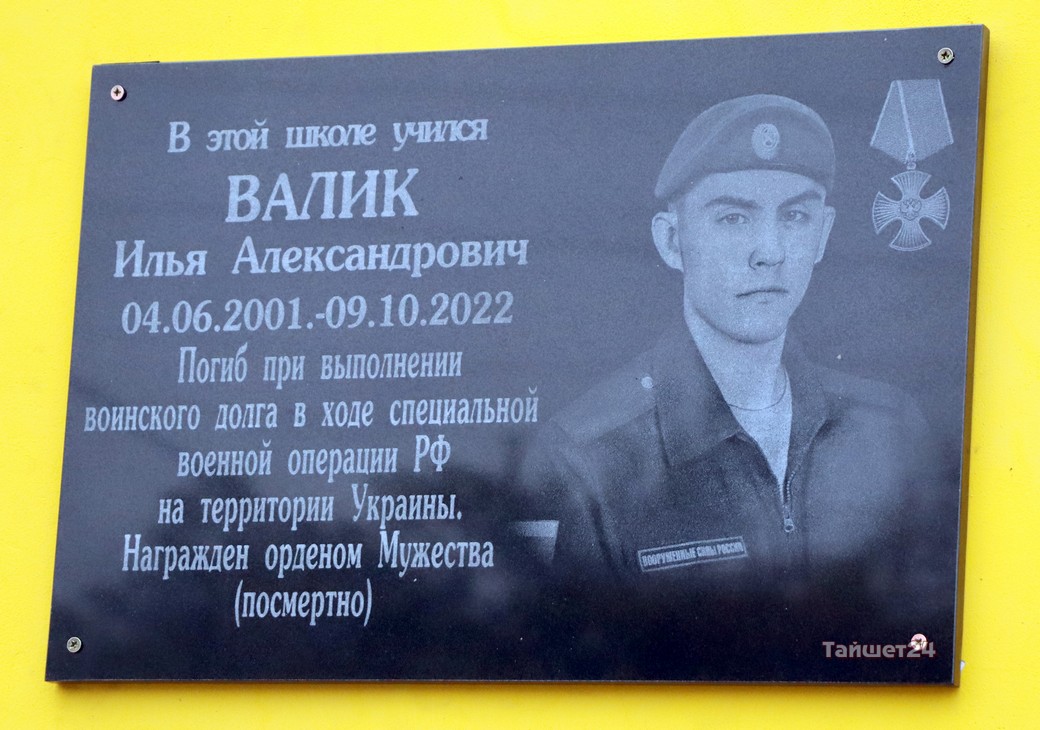 В этой школе учился
ВАЛИК
Илья Александрович
04.06.2001.-09.10.2022
Погиб при выполнении
воинского долга в ходе специальной
военной операции РФ
на территории Украины.
Награжден орденом Мужества
(посмертно)
ВООРУЖЕННЫЕ СИЛЫ РОССИИ
Тайшет24